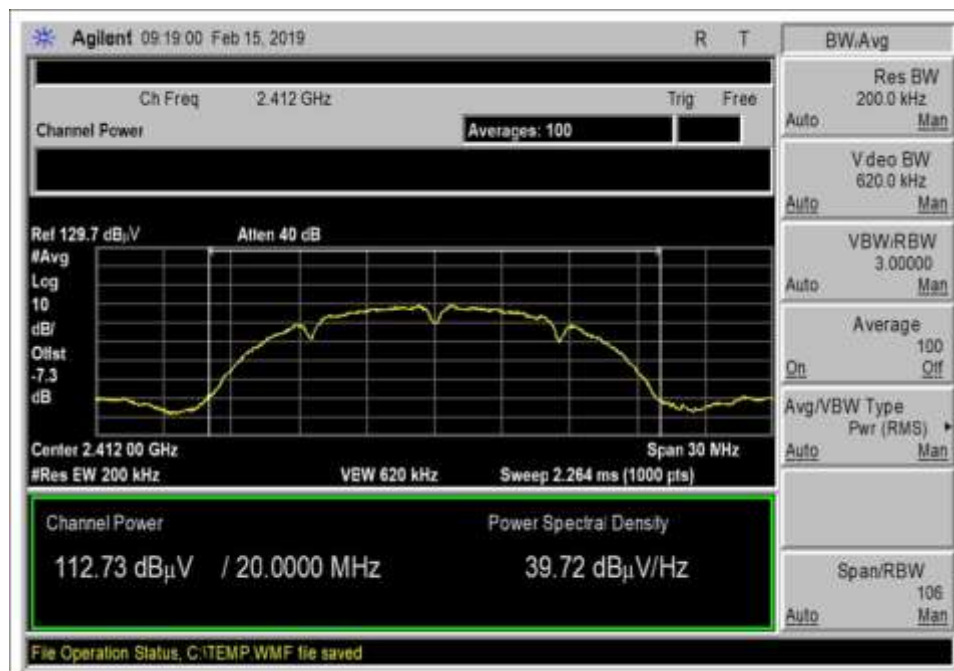 Agilent 09:19:00 Feb 15, 2019 R T
BW/Avg
Ch Freq 2.412 GHz Trig Free
Channel Power Averages: 100
Res BW
200.0 kHz
Auto Man
Video BW
620.0 kHz
Auto Man
VBW/RBW
3.00000
Auto Man
Average
100
On Off
Avg/VBW Type
Pwr (RMS)
Auto Man
Span/RBW
106
Auto Man
Ref 129.7 dBµV Atten 40 dB
#Avg
Log
10
dB/
Offst
-7.3
dB
Center 2.412 00 GHz Span 30 MHz
#Res BW 200 kHz VBW 620 kHz Sweep 2.264 ms (1000 pts)
Channel Power Power Spectral Density
112.73 dBµV / 20.0000 MHz 39.72 dBµV/Hz
File Operation Status, C:\TEMP.WMF file saved